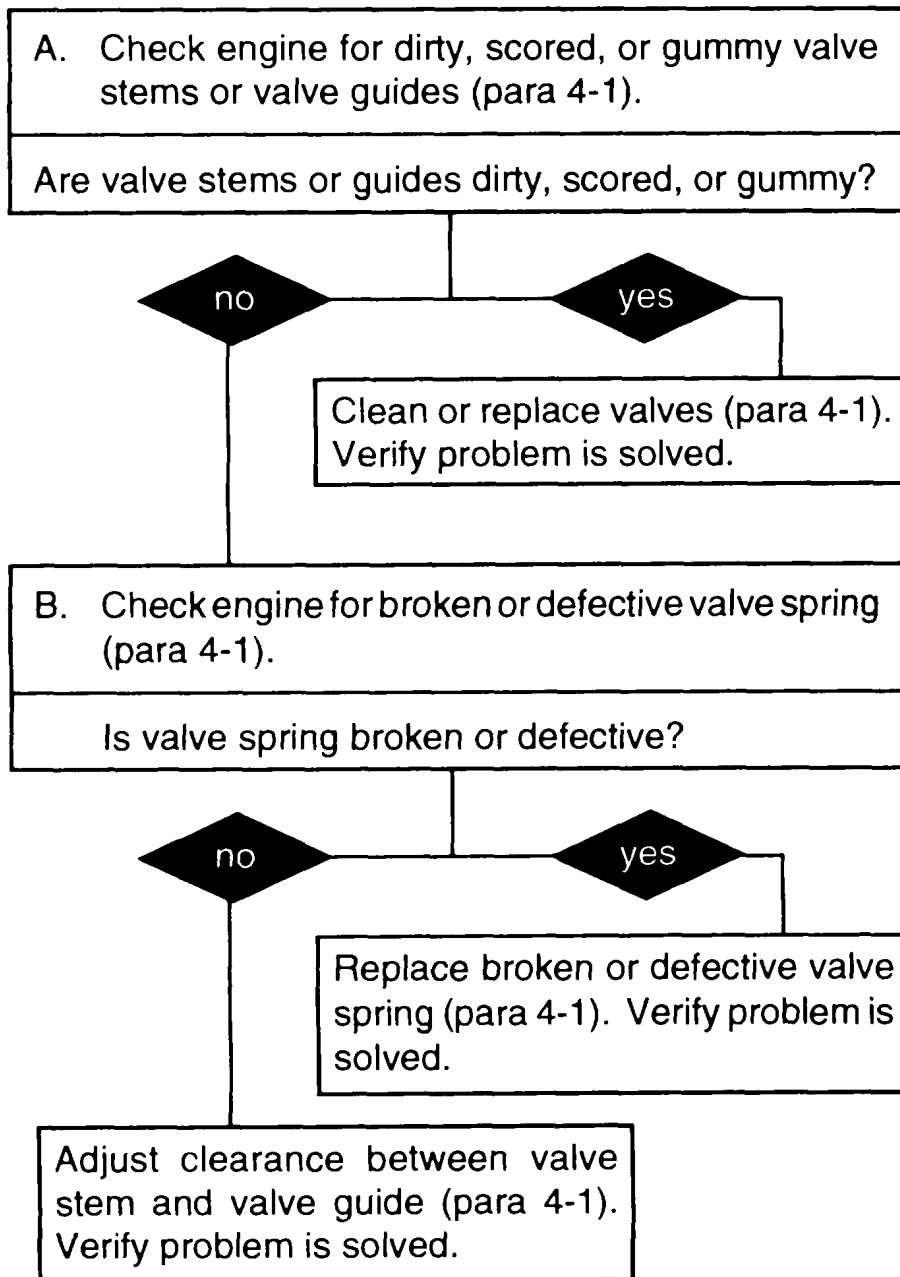 A. Check engine for dirty, scored, or gummy valve
stems or valve guides (para 4-1).
Are valve stems or guides dirty, scored, or gummy?
no
yes
Clean or replace valves (para 4-1).
Verify problem is solved.
B. Check engine for broken or defective valve spring
(para 4-1).
Is valve spring broken or defective?
no
yes
Replace broken or defective valve
spring (para 4-1). Verify problem is
solved.
Adjust clearance between valve
stem and valve guide (para 4-1).
Verify problem is solved.